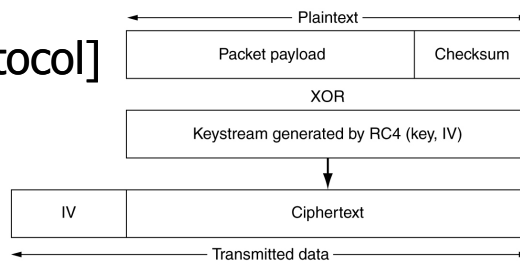 Plaintext
tocol]
Packet payload Checksum
XOR
Keystream generated by RC4 (key, IV)
IV Ciphertext
Transmitted data